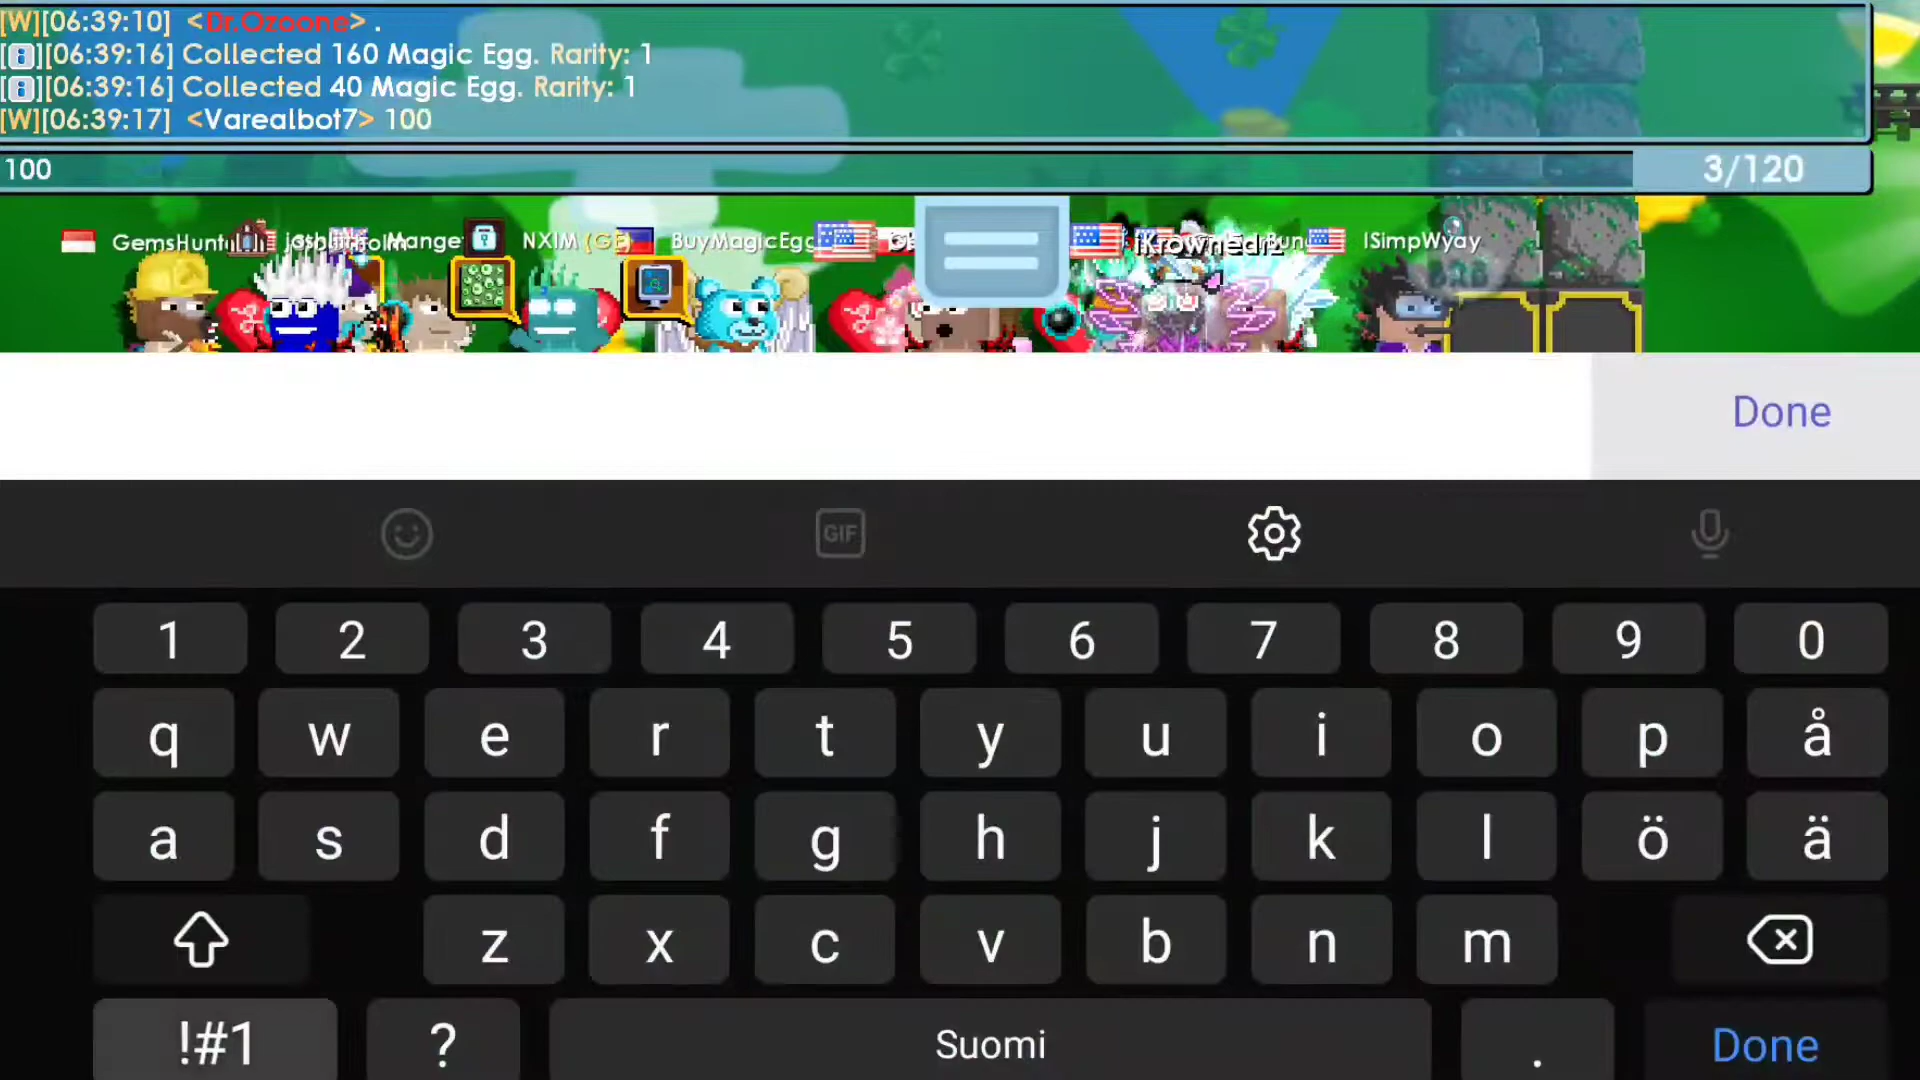 [W][06:39:10] <Dr.Ozoone> .
[i][06:39:16] Collected 160 Magic Egg. Rarity: 1
[i][06:39:16] Collected 40 Magic Egg. Rarity: 1
[W][06:39:17] <Varealbot7> 100
100 3/120
NXIM BuyMagicEgg iKrownedrz ISimpWyay
Done
GIF
1 2 3 4 5 6 7 8 9 0
q w e r t y u i o p å
a s d f g h j k l ö ä
z x c v b n m
!#1 ? Suomi . Done